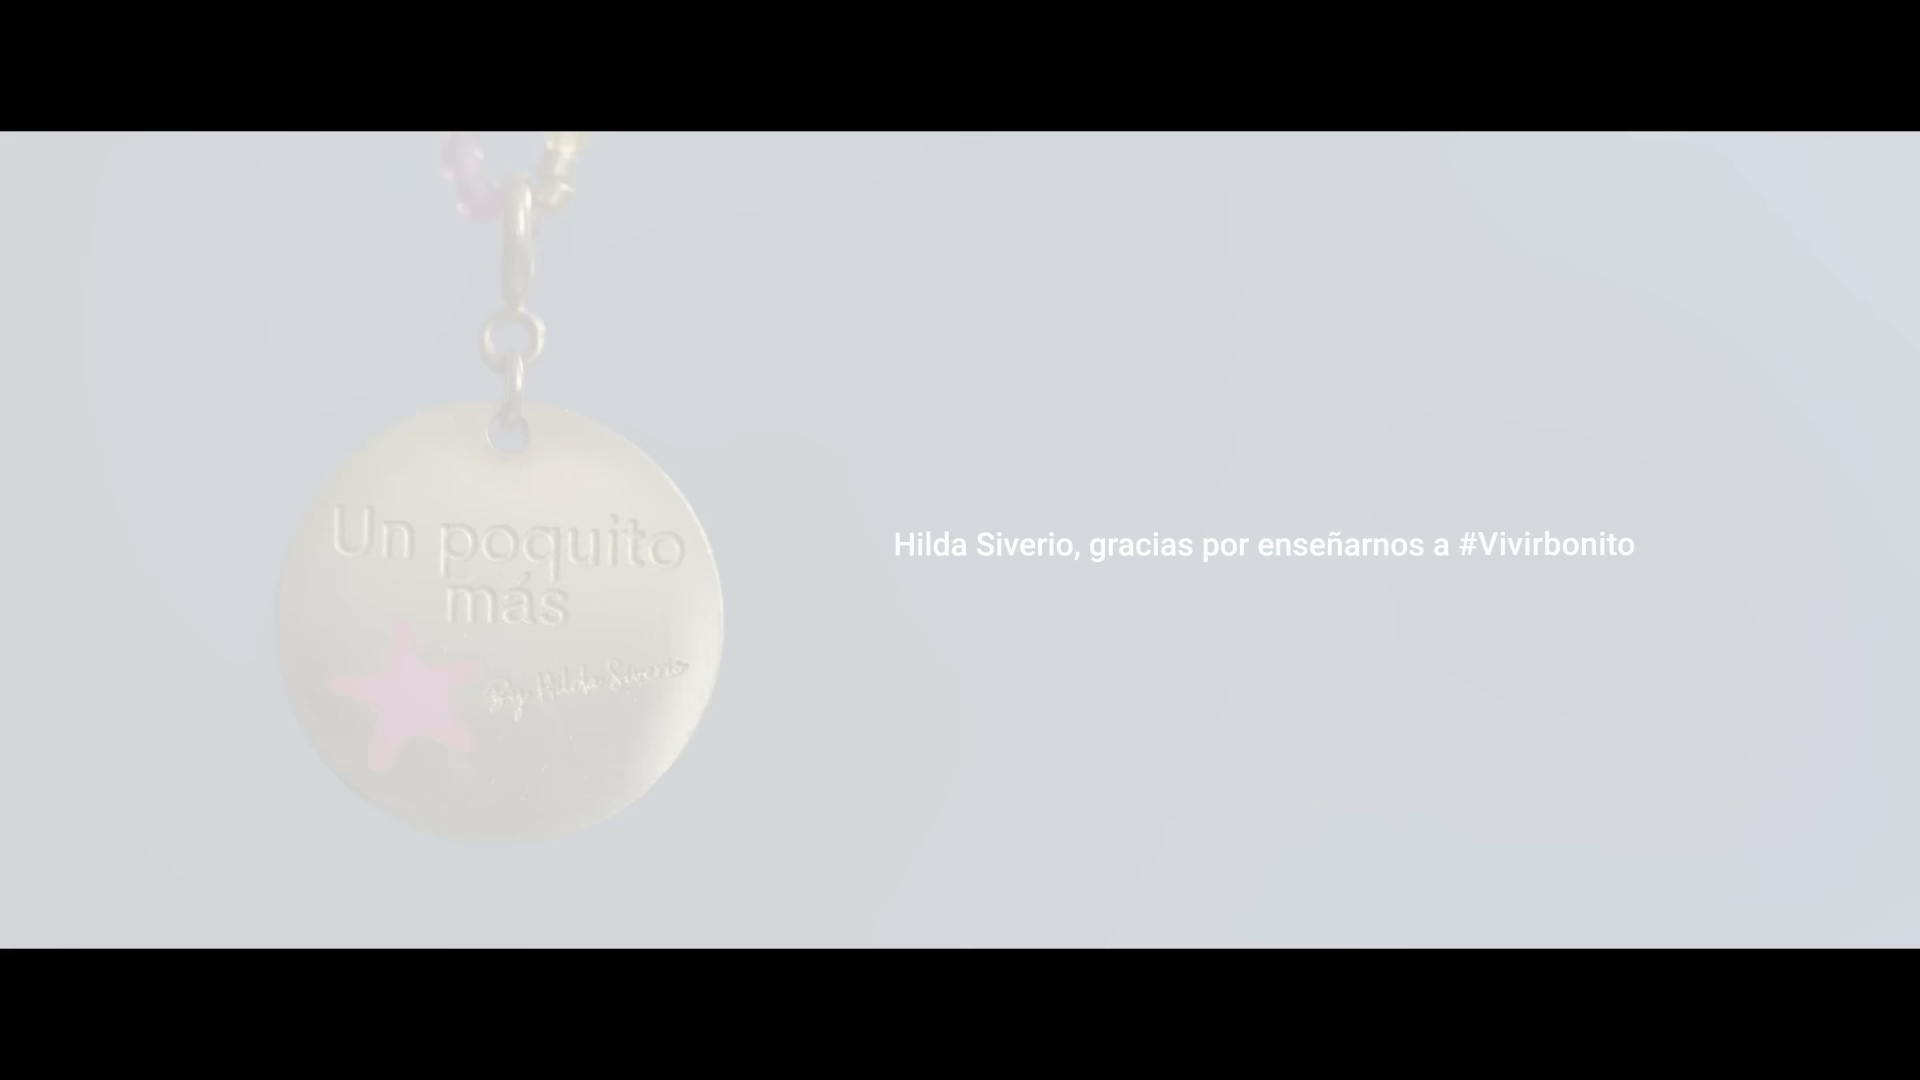 Un poquito
más
By Hilda Siverio
Hilda Siverio, gracias por enseñarnos a #Vivirbonito